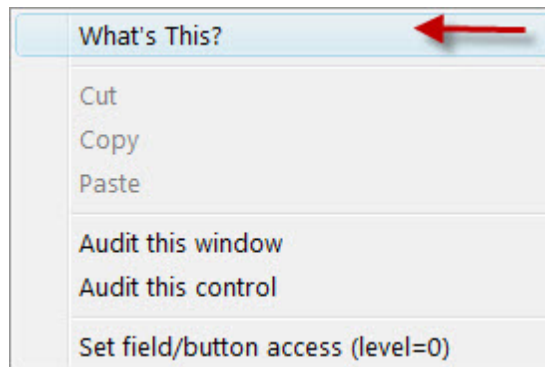 What's This?
Cut
Copy
Paste
Audit this window
Audit this control
Set field/button access (level=0)